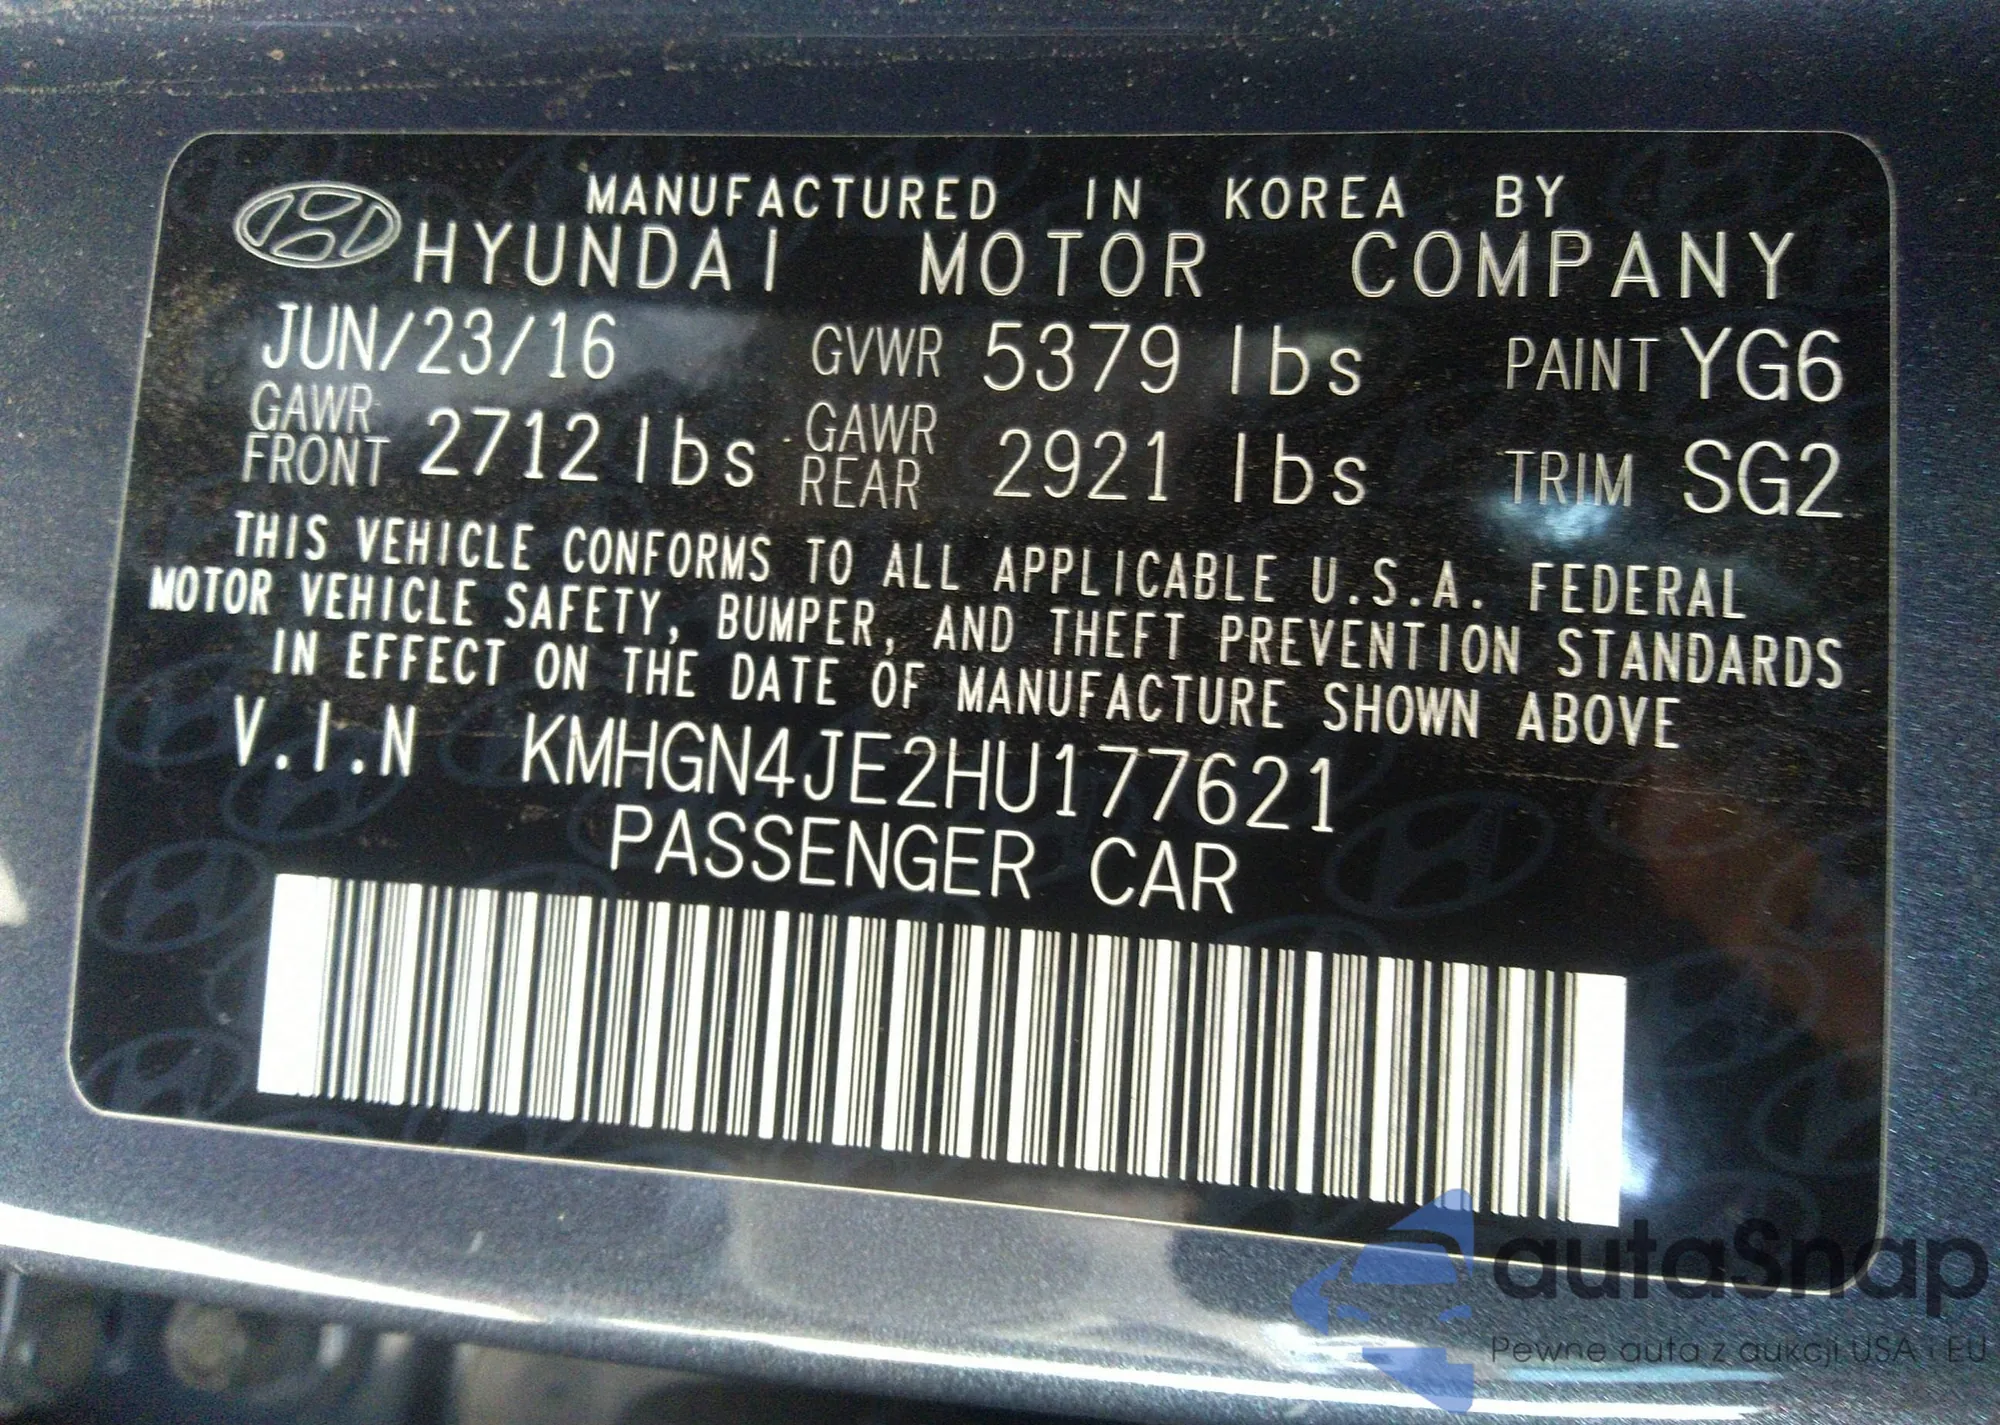 MANUFACTURED IN KOREA BY
HYUNDAI MOTOR COMPANY
JUN/23/16 GVWR 5379 lbs PAINT YG6
GAWR FRONT 2712 lbs GAWR REAR 2921 lbs TRIM SG2
THIS VEHICLE CONFORMS TO ALL APPLICABLE U.S.A. FEDERAL
MOTOR VEHICLE SAFETY, BUMPER, AND THEFT PREVENTION STANDARDS
IN EFFECT ON THE DATE OF MANUFACTURE SHOWN ABOVE
V.I.N KMHGN4JE2HU177621
PASSENGER CAR
autaSnap
Pewne auta z aukcji USA i EU